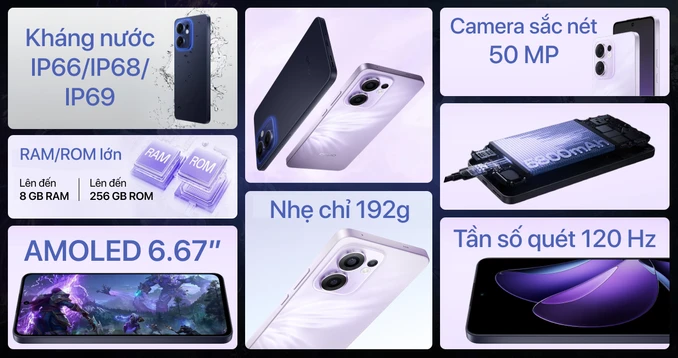 Kháng nước
IP66/IP68/
IP69
RAM/ROM lớn
Lên đến
8 GB RAM
Lên đến
256 GB ROM
RAM
ROM
AMOLED 6.67”
Nhẹ chỉ 192g
Camera sắc nét
50 MP
5800mAh
Tần số quét 120 Hz